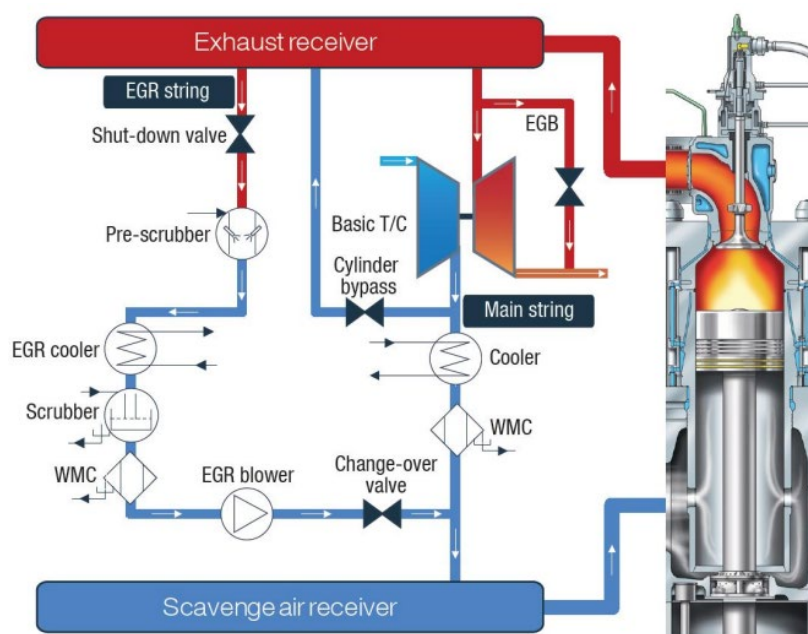 Exhaust receiver
EGR string
Shut-down valve
EGB
Pre-scrubber
Basic T/C
Cylinder
bypass
Main string
EGR cooler
Cooler
Scrubber
WMC
WMC
EGR blower
Change-over
valve
Scavenge air receiver